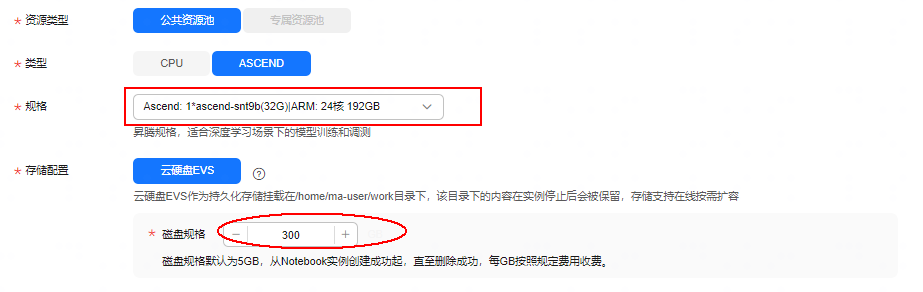 * 资源类型 公共资源池 专属资源池
* 类型 CPU ASCEND
* 规格 Ascend: 1*ascend-snt9b(32G)|ARM: 24核 192GB
昇腾规格，适合深度学习场景下的模型训练和调测
* 存储配置 云硬盘EVS ?
云硬盘EVS作为持久化存储挂载在/home/ma-user/work目录下，该目录下的内容在实例停止后会被保留，存储支持在线按需扩容
* 磁盘规格 − 300 +
磁盘规格默认为5GB，从Notebook实例创建成功起，直至删除成功，每GB按照规定费用收费。